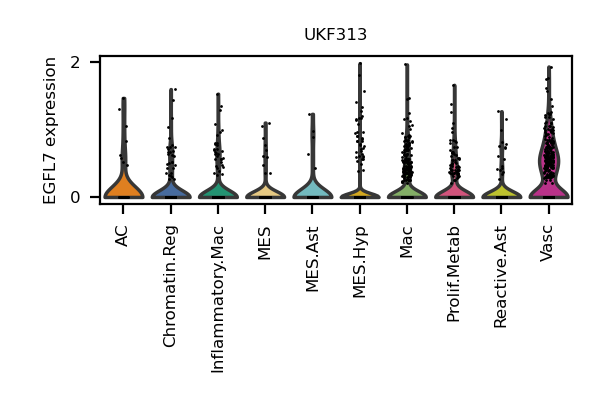 UKF313
EGFL7 expression
2
0
AC
Chromatin.Reg
Inflammatory.Mac
MES
MES.Ast
MES.Hyp
Mac
Prolif.Metab
Reactive.Ast
Vasc